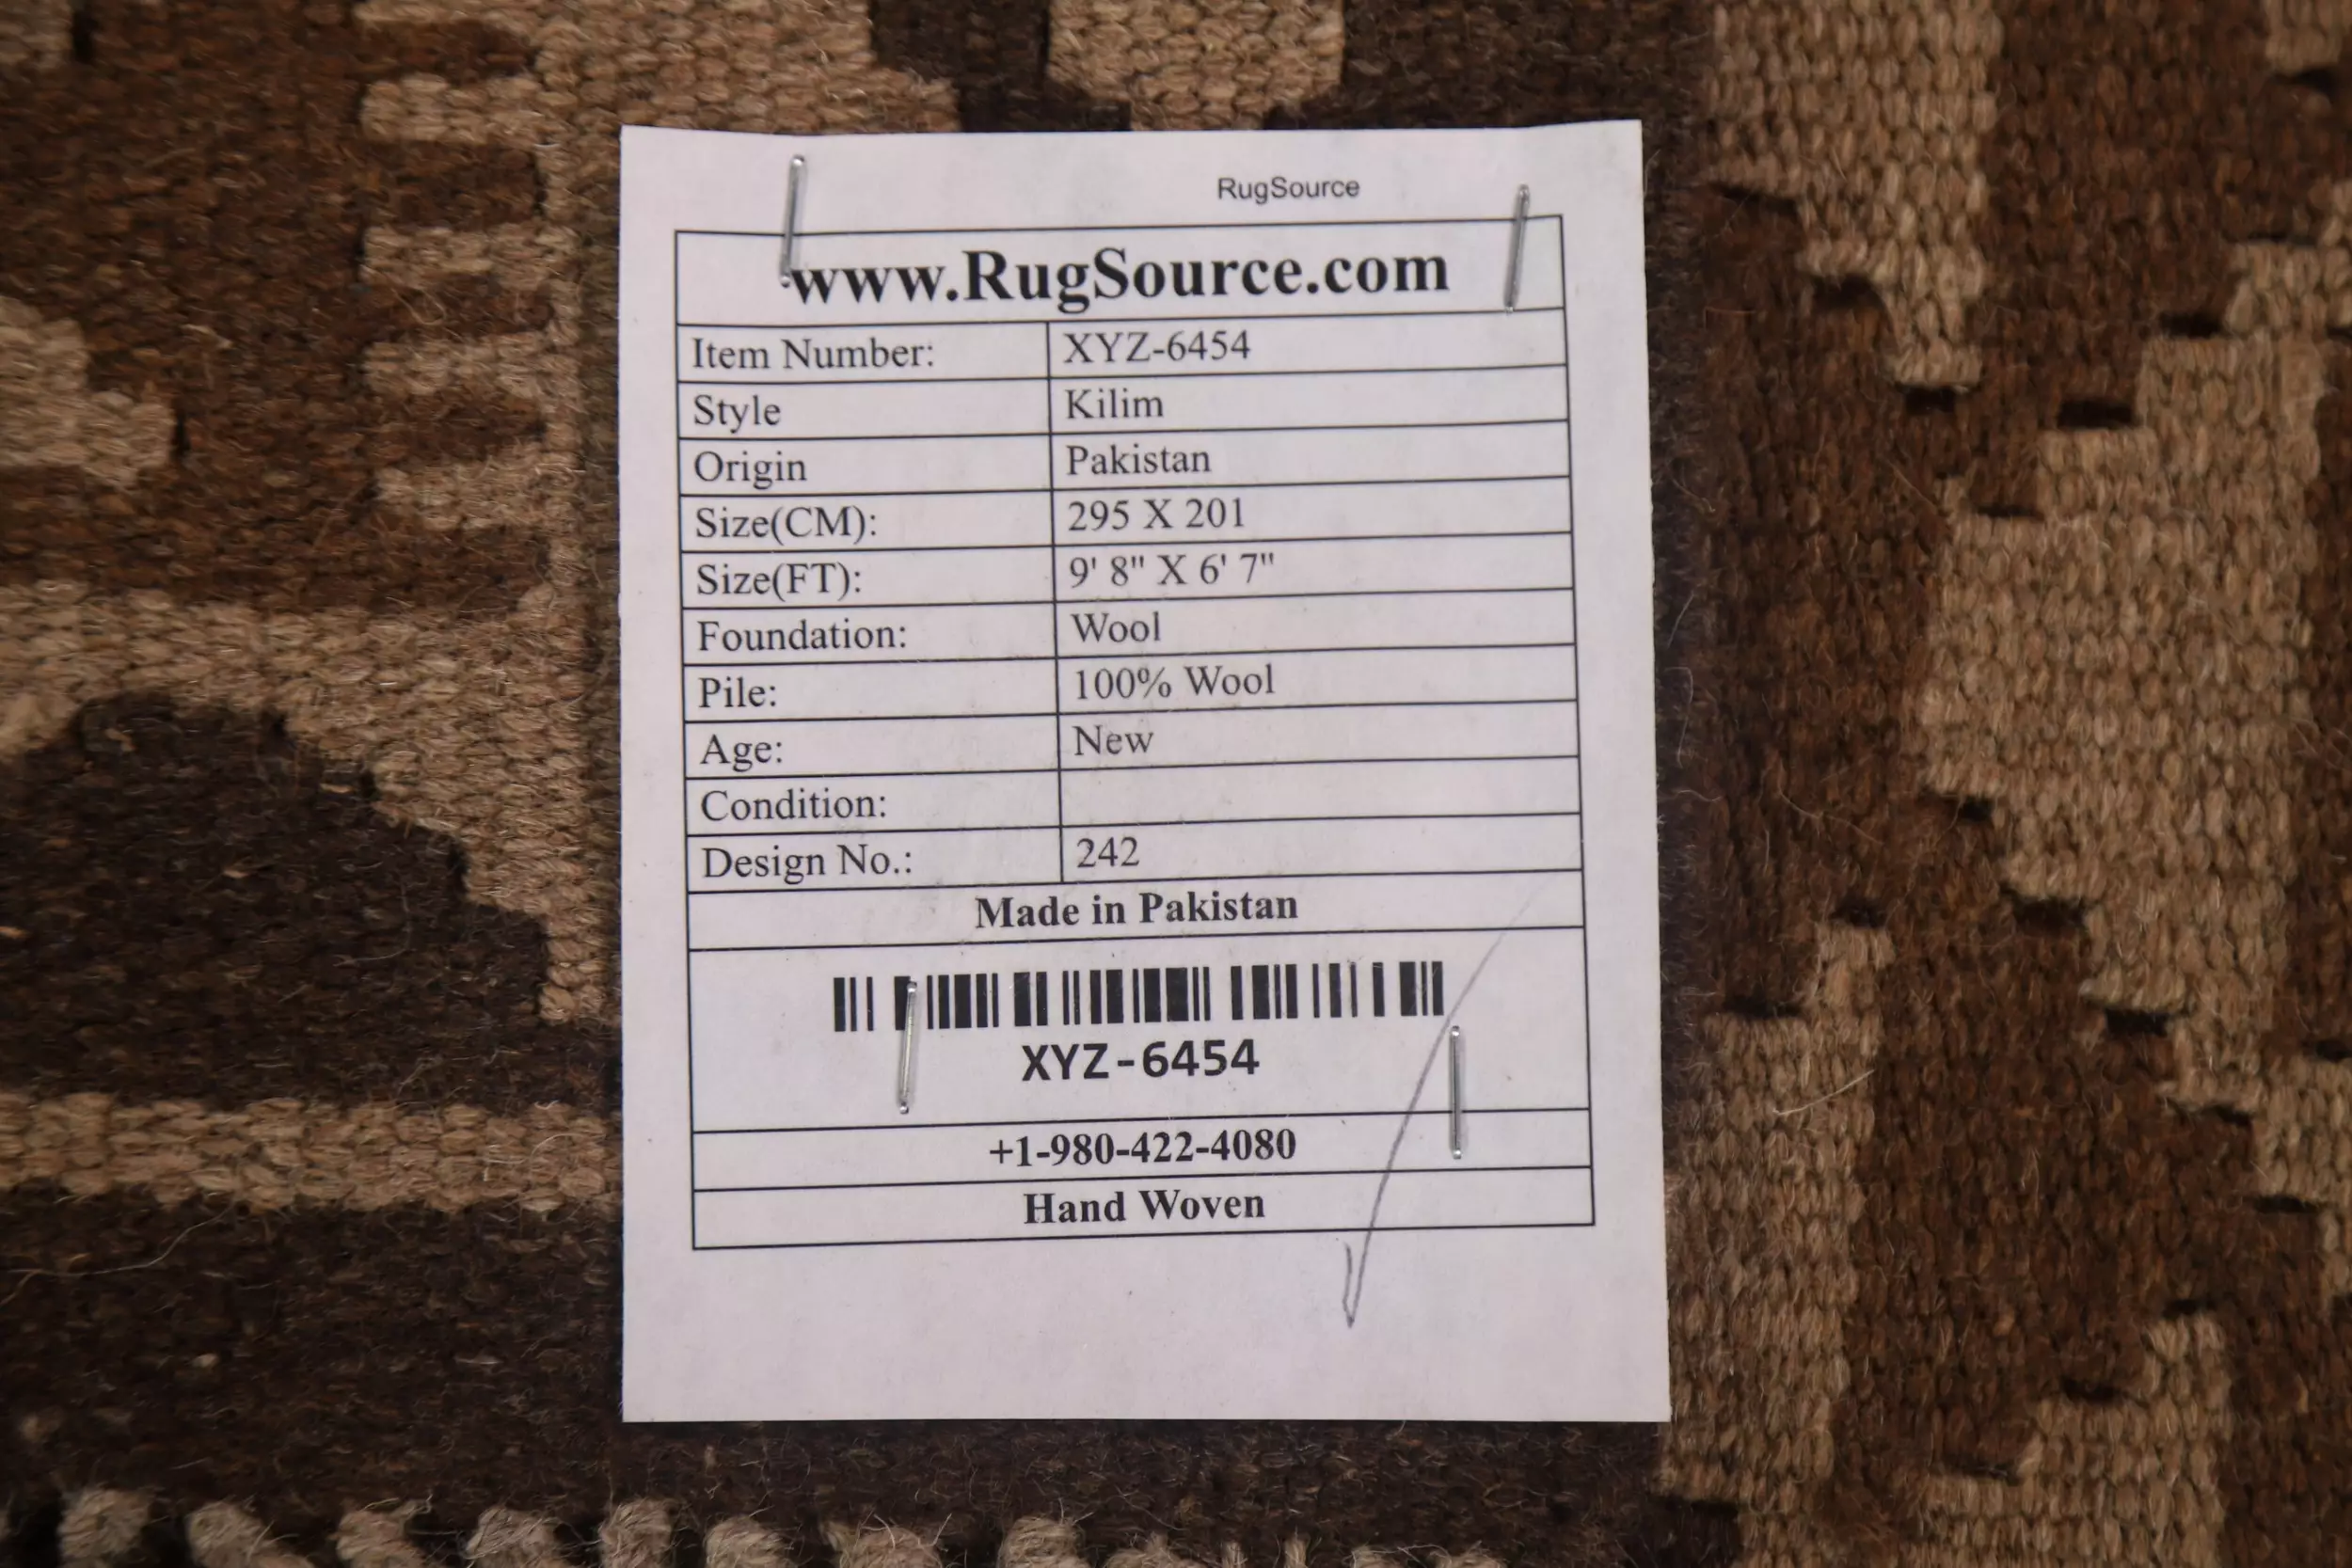 RugSource
www.RugSource.com
Item Number: XYZ-6454
Style Kilim
Origin Pakistan
Size(CM): 295 X 201
Size(FT): 9' 8" X 6' 7"
Foundation: Wool
Pile: 100% Wool
Age: New
Condition:
Design No.: 242
Made in Pakistan
XYZ-6454
+1-980-422-4080
Hand Woven